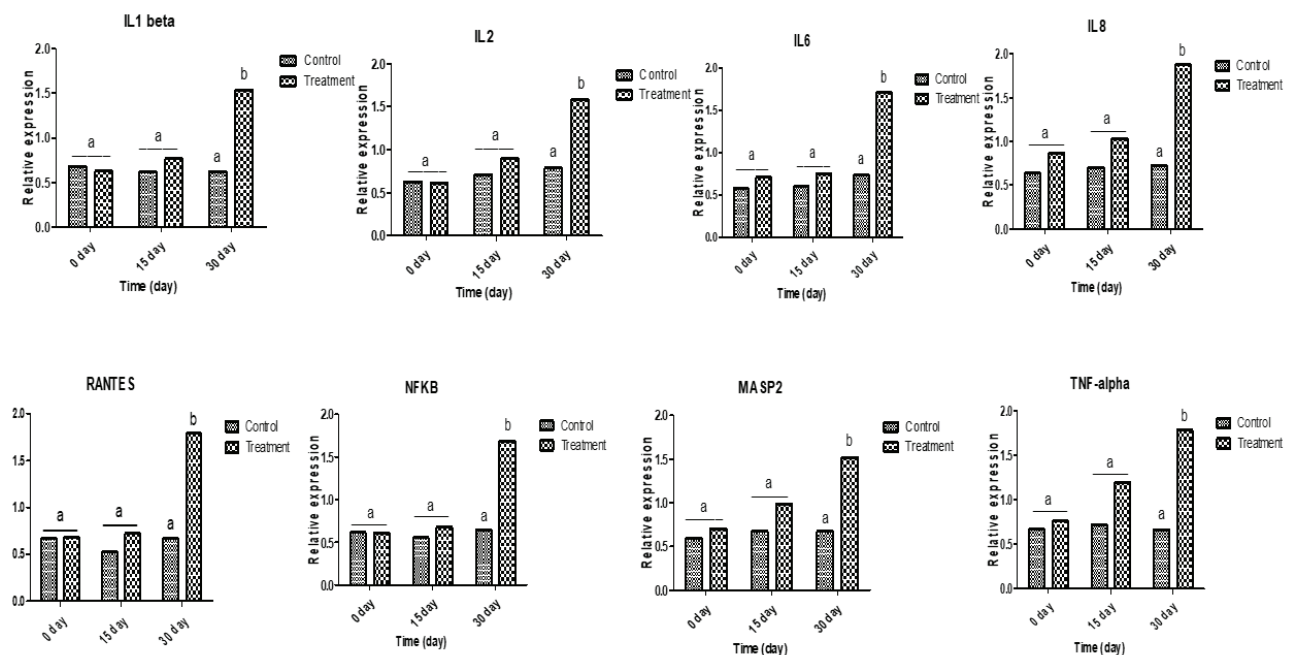 IL1 beta
2.0
1.5
1.0
0.5
0.0
Relative expression
a
a
a
b
0 day
15 day
30 day
Time (day)
Control
Treatment
IL2
2.0
1.5
1.0
0.5
0.0
Relative expression
a
a
a
b
0 day
15 day
30 day
Time (day)
Control
Treatment
IL6
2.0
1.5
1.0
0.5
0.0
Relative expression
a
a
a
b
0 day
15 day
30 day
Time (day)
Control
Treatment
IL8
2.0
1.5
1.0
0.5
0.0
Relative expression
a
a
a
b
0 day
15 day
30 day
Time (day)
Control
Treatment
RANTES
2.0
1.5
1.0
0.5
0.0
Relative expression
a
a
a
b
0 day
15 day
30 day
Time (day)
Control
Treatment
NFKB
2.0
1.5
1.0
0.5
0.0
Relative expression
a
a
a
b
0 day
15 day
30 day
Time (day)
Control
Treatment
MASP2
2.0
1.5
1.0
0.5
0.0
Relative expression
a
a
a
b
0 day
15 day
30 day
Time (day)
Control
Treatment
TNF-alpha
2.0
1.5
1.0
0.5
0.0
Relative expression
a
a
a
b
0 day
15 day
30 day
Time (day)
Control
Treatment